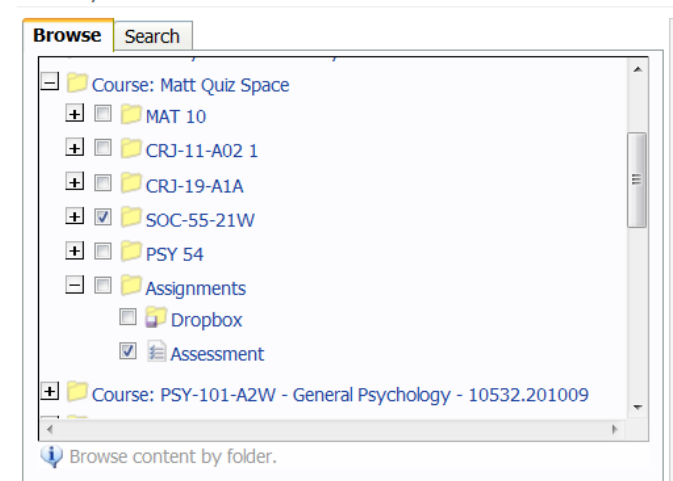 Browse Search
Course: Matt Quiz Space
MAT 10
CRJ-11-A02 1
CRJ-19-A1A
SOC-55-21W
PSY 54
Assignments
Dropbox
Assessment
Course: PSY-101-A2W - General Psychology - 10532.201009
Browse content by folder.